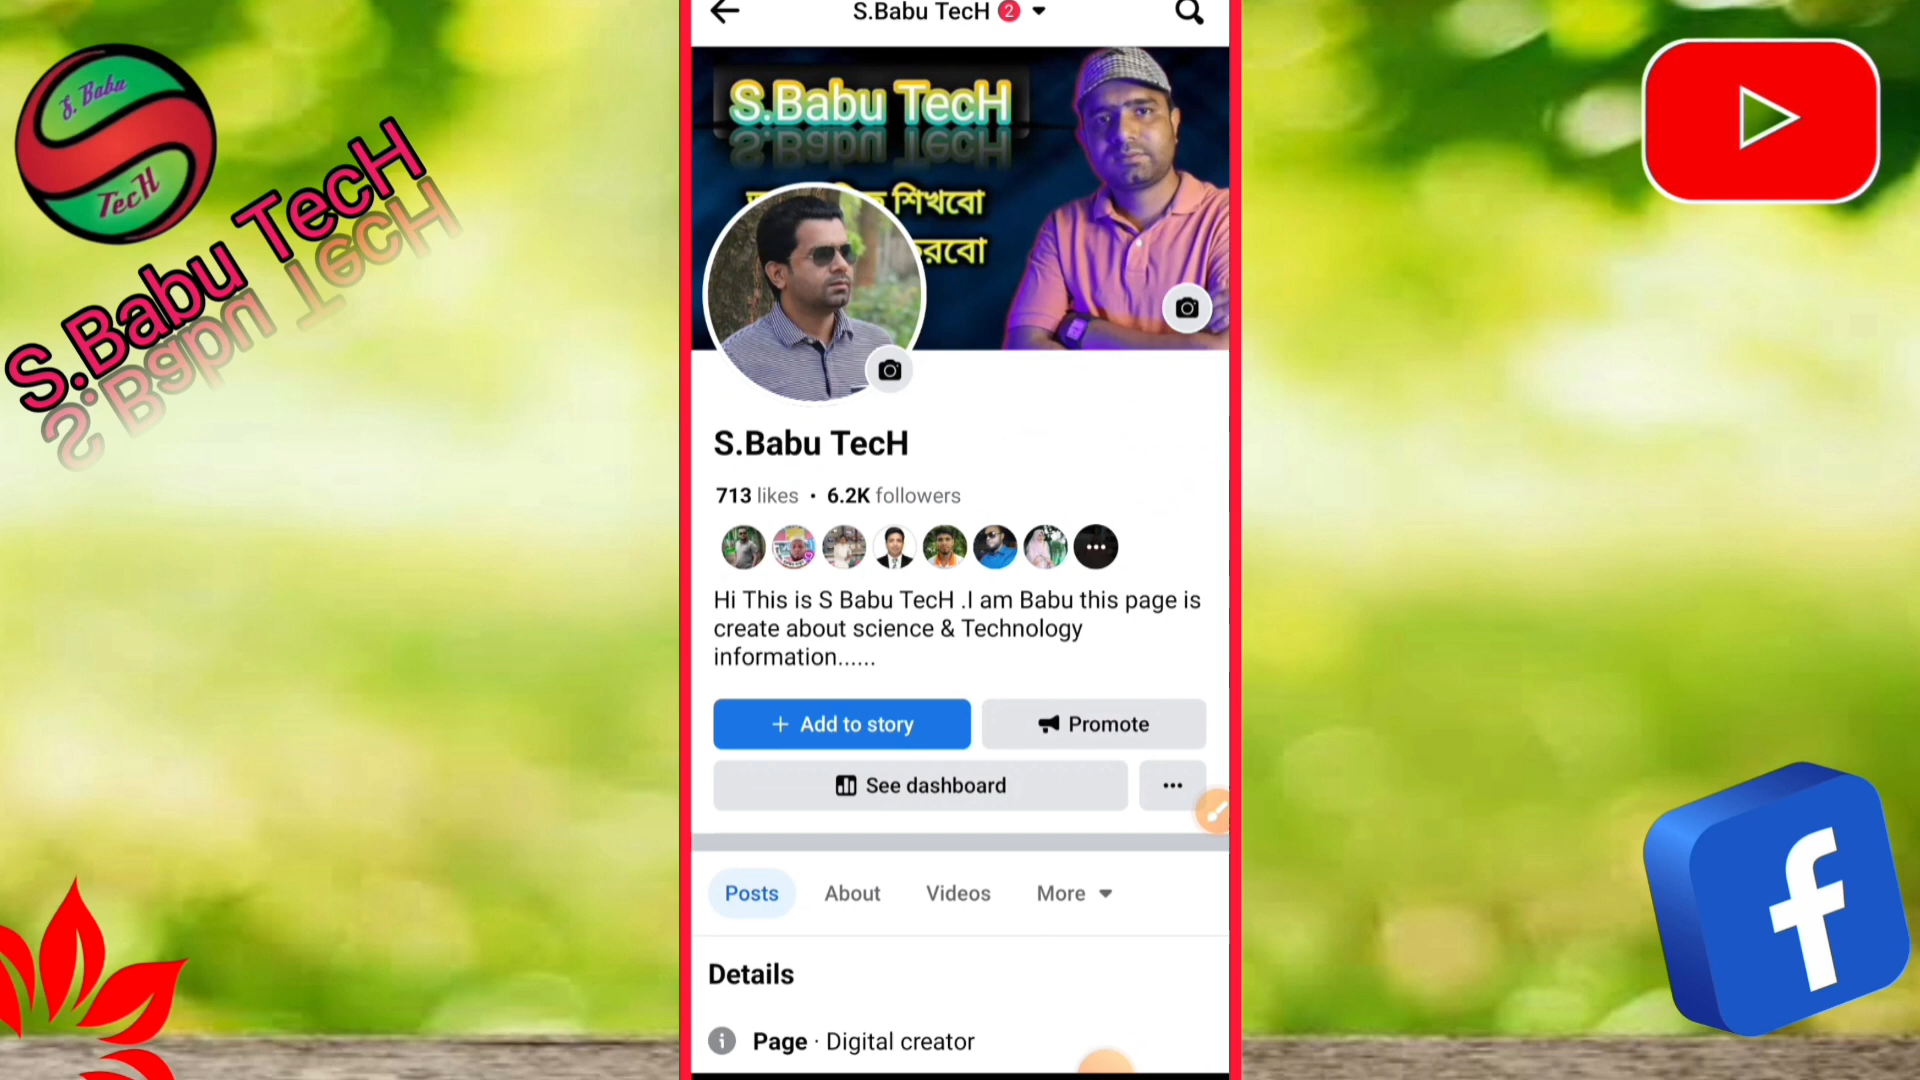 S.Babu TecH 2
S. Babu
TecH
S.Babu TecH
S.Babu TecH
শিখবো
S.Babu TecH
713 likes · 6.2K followers
Hi This is S Babu TecH .I am Babu this page is
create about science & Technology
information......
+ Add to story
Promote
See dashboard
Posts About Videos More
Details
Page · Digital creator